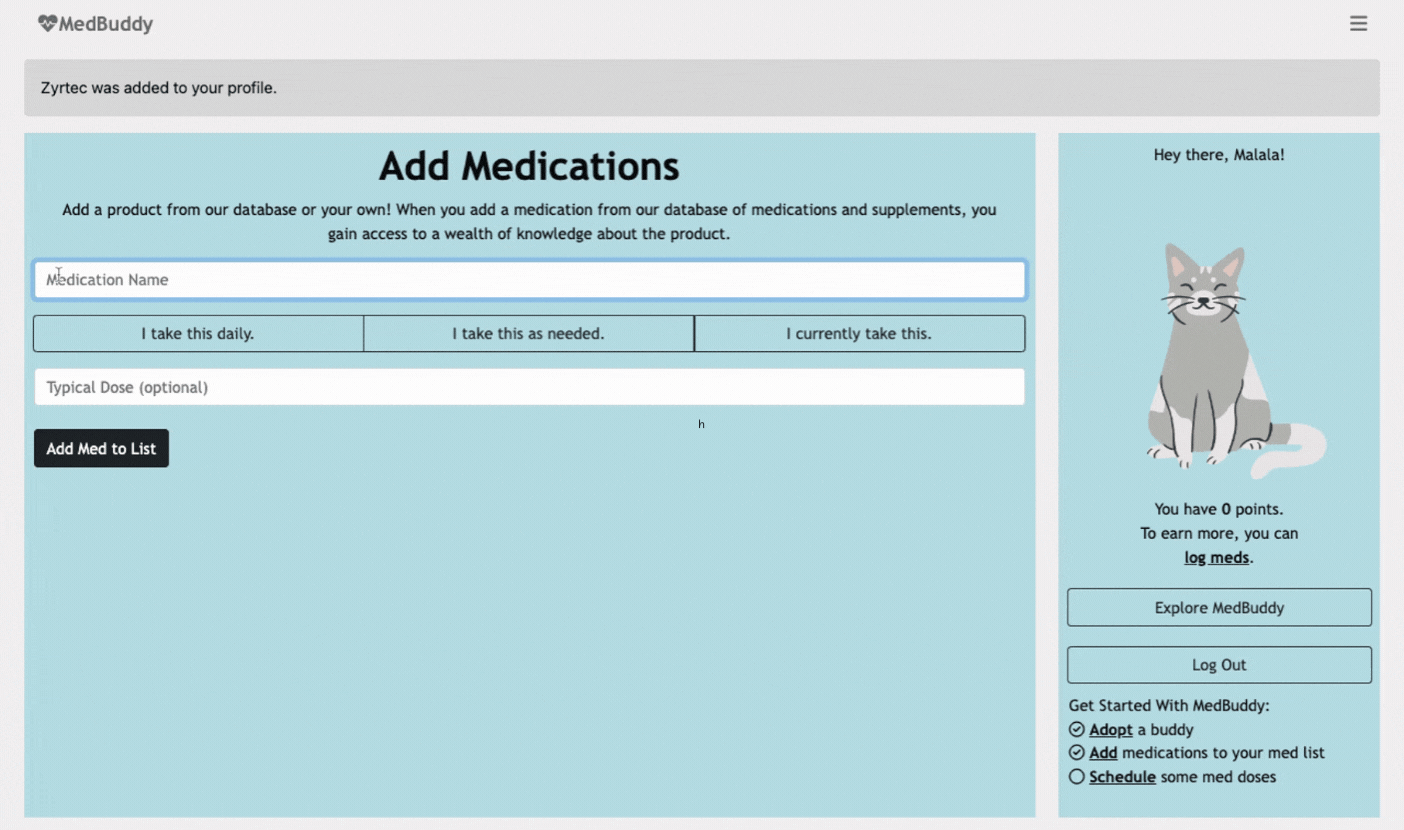 MedBuddy
Zyrtec was added to your profile.
Add Medications
Add a product from our database or your own! When you add a medication from our database of medications and supplements, you
gain access to a wealth of knowledge about the product.
Medication Name
I take this daily.
I take this as needed.
I currently take this.
Typical Dose (optional)
h
Add Med to List
Hey there, Malala!
You have 0 points.
To earn more, you can
log meds.
Explore MedBuddy
Log Out
Get Started With MedBuddy:
Adopt a buddy
Add medications to your med list
Schedule some med doses